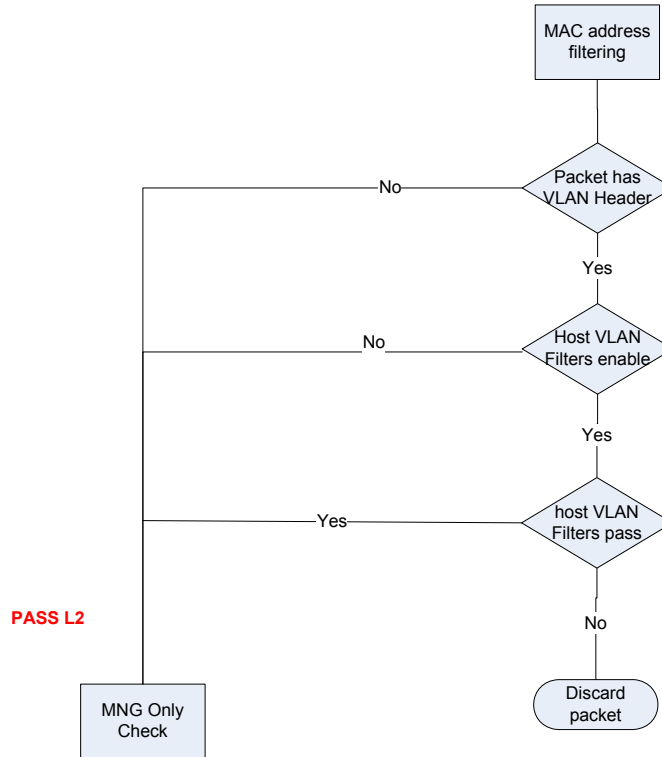 MAC address
filtering
Packet has
VLAN Header
No
Yes
Host VLAN
Filters enable
No
Yes
host VLAN
Filters pass
Yes
No
PASS L2
MNG Only
Check
Discard
packet